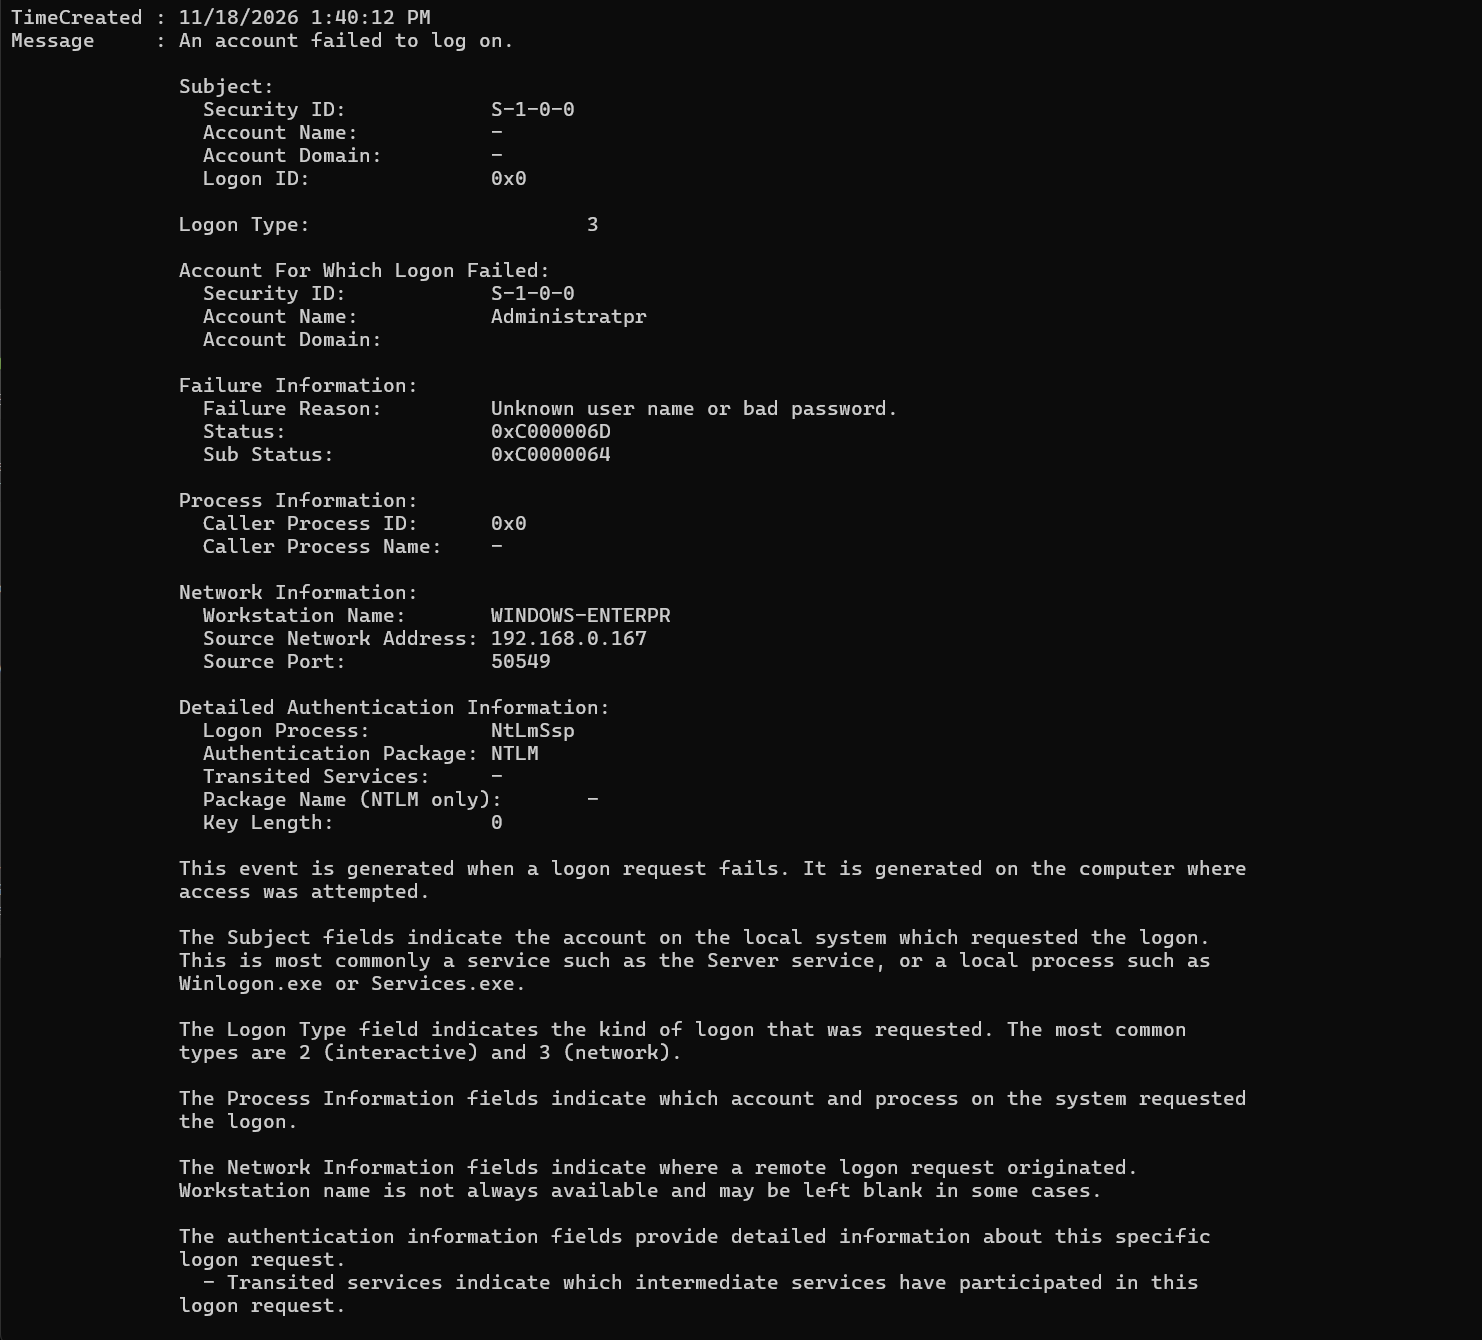 TimeCreated : 11/18/2026 1:40:12 PM
Message     : An account failed to log on.

              Subject:
                Security ID:            S-1-0-0
                Account Name:           -
                Account Domain:         -
                Logon ID:               0x0

              Logon Type:                       3

              Account For Which Logon Failed:
                Security ID:            S-1-0-0
                Account Name:           Administratpr
                Account Domain:

              Failure Information:
                Failure Reason:         Unknown user name or bad password.
                Status:                 0xC000006D
                Sub Status:             0xC0000064

              Process Information:
                Caller Process ID:      0x0
                Caller Process Name:    -

              Network Information:
                Workstation Name:       WINDOWS-ENTERPR
                Source Network Address: 192.168.0.167
                Source Port:            50549

              Detailed Authentication Information:
                Logon Process:          NtLmSsp
                Authentication Package: NTLM
                Transited Services:     -
                Package Name (NTLM only):       -
                Key Length:             0

              This event is generated when a logon request fails. It is generated on the computer where
              access was attempted.

              The Subject fields indicate the account on the local system which requested the logon.
              This is most commonly a service such as the Server service, or a local process such as
              Winlogon.exe or Services.exe.

              The Logon Type field indicates the kind of logon that was requested. The most common
              types are 2 (interactive) and 3 (network).

              The Process Information fields indicate which account and process on the system requested
              the logon.

              The Network Information fields indicate where a remote logon request originated.
              Workstation name is not always available and may be left blank in some cases.

              The authentication information fields provide detailed information about this specific
              logon request.
                - Transited services indicate which intermediate services have participated in this
              logon request.